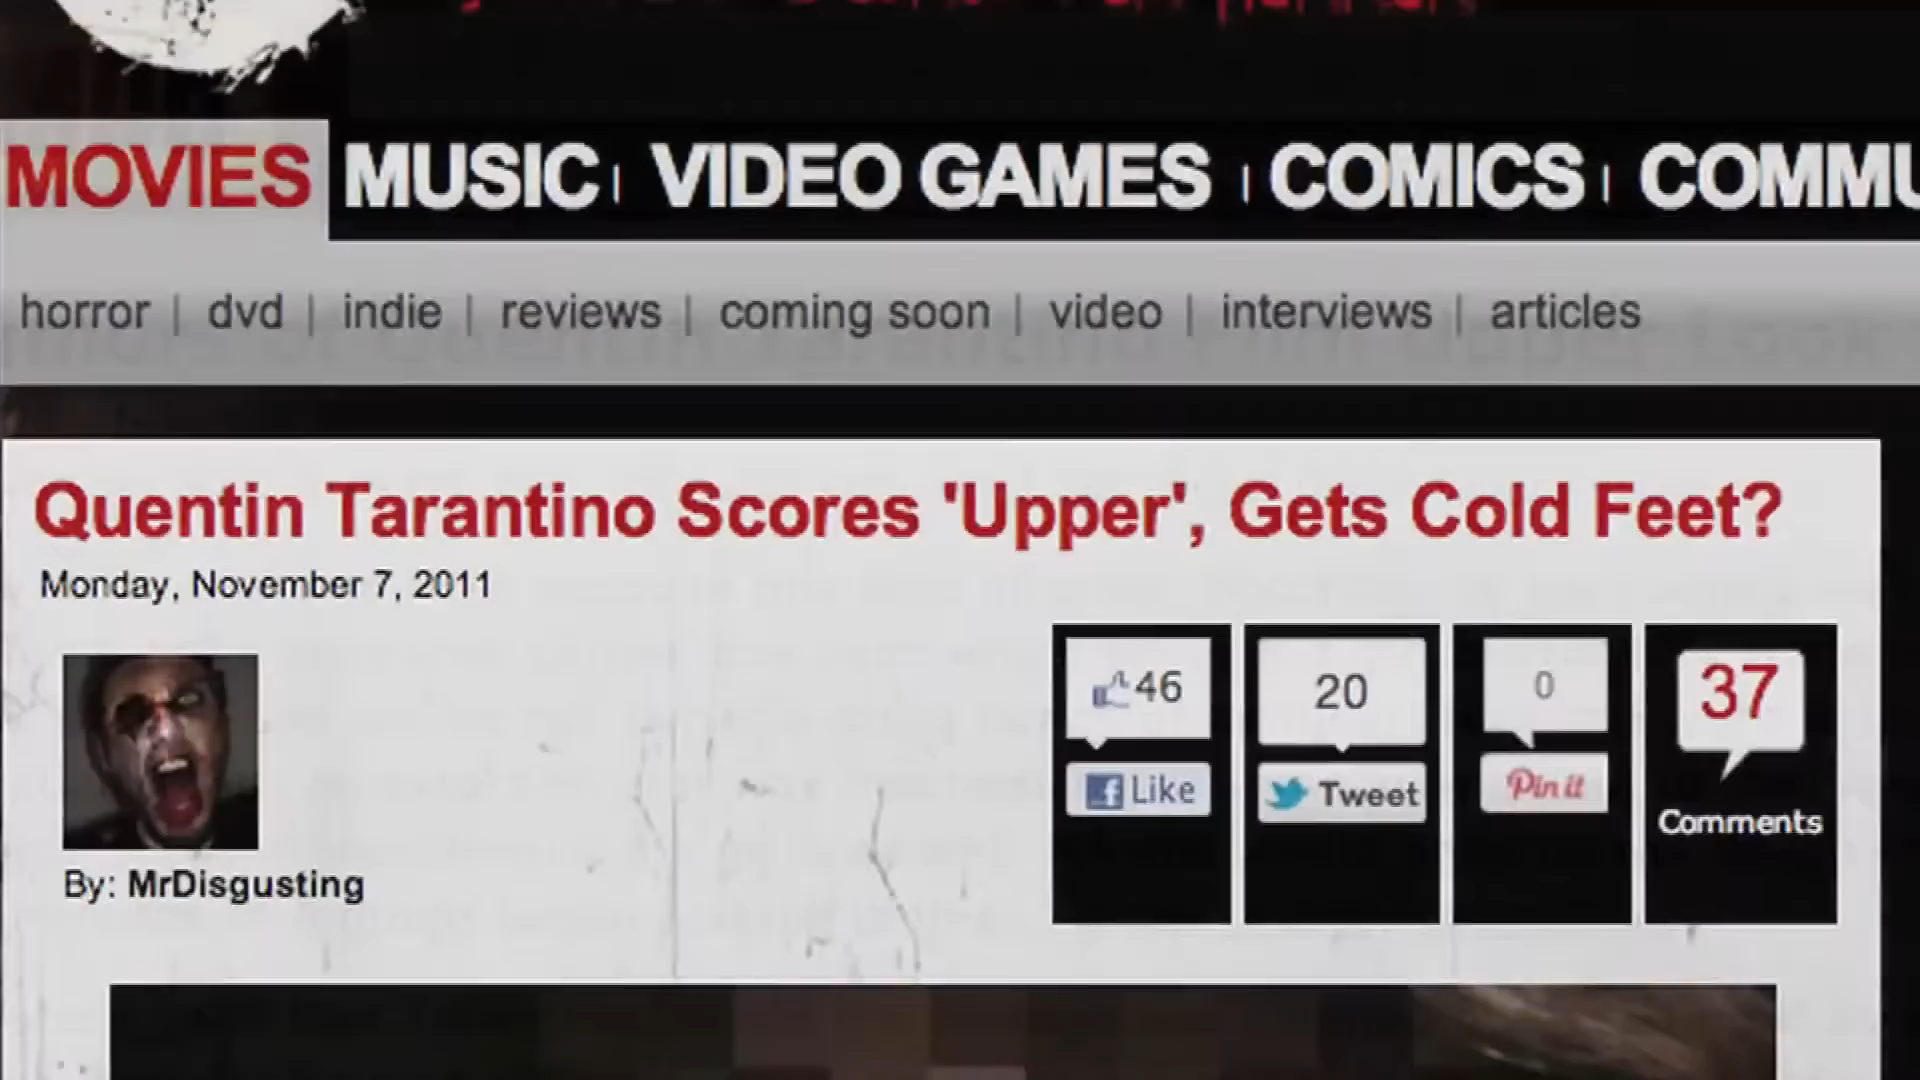 MOVIES MUSIC VIDEO GAMES COMICS COMMU
horror | dvd | indie | reviews | coming soon | video | interviews | articles
Quentin Tarantino Scores 'Upper', Gets Cold Feet?
Monday, November 7, 2011
46 20 0 37
Like Tweet Pin it Comments
By: MrDisgusting